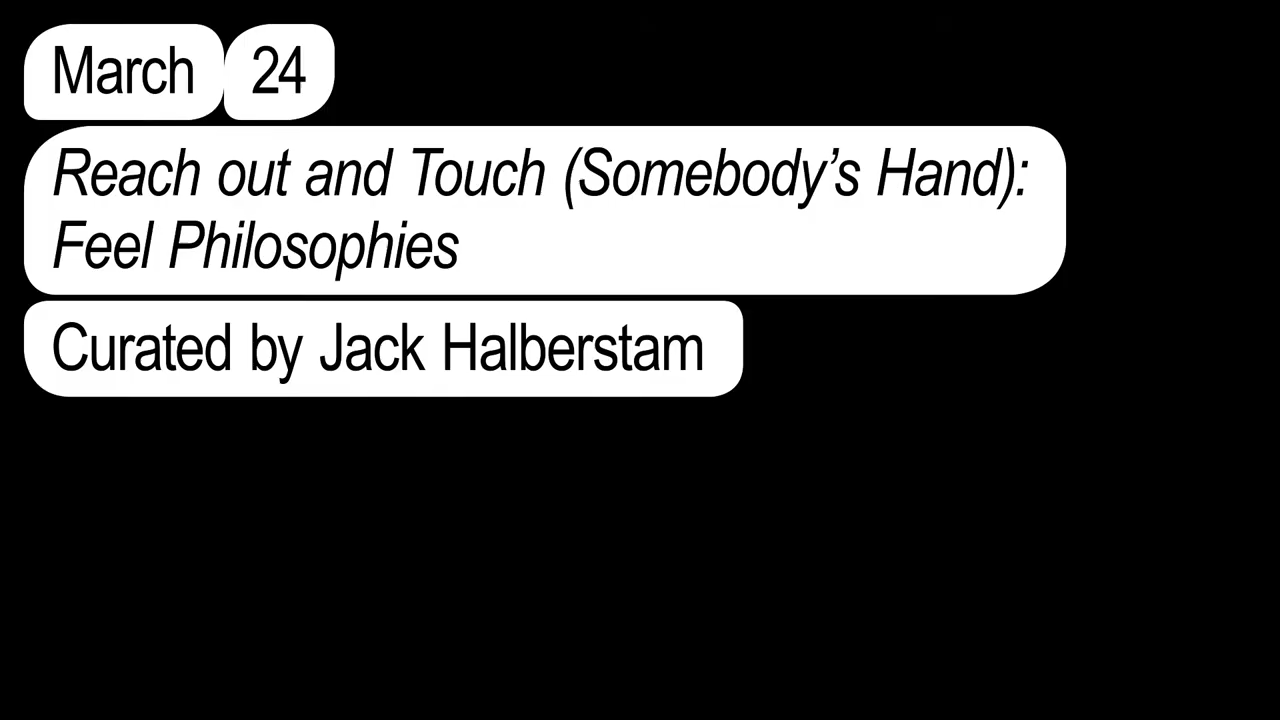 March 24
Reach out and Touch (Somebody’s Hand):
Feel Philosophies
Curated by Jack Halberstam